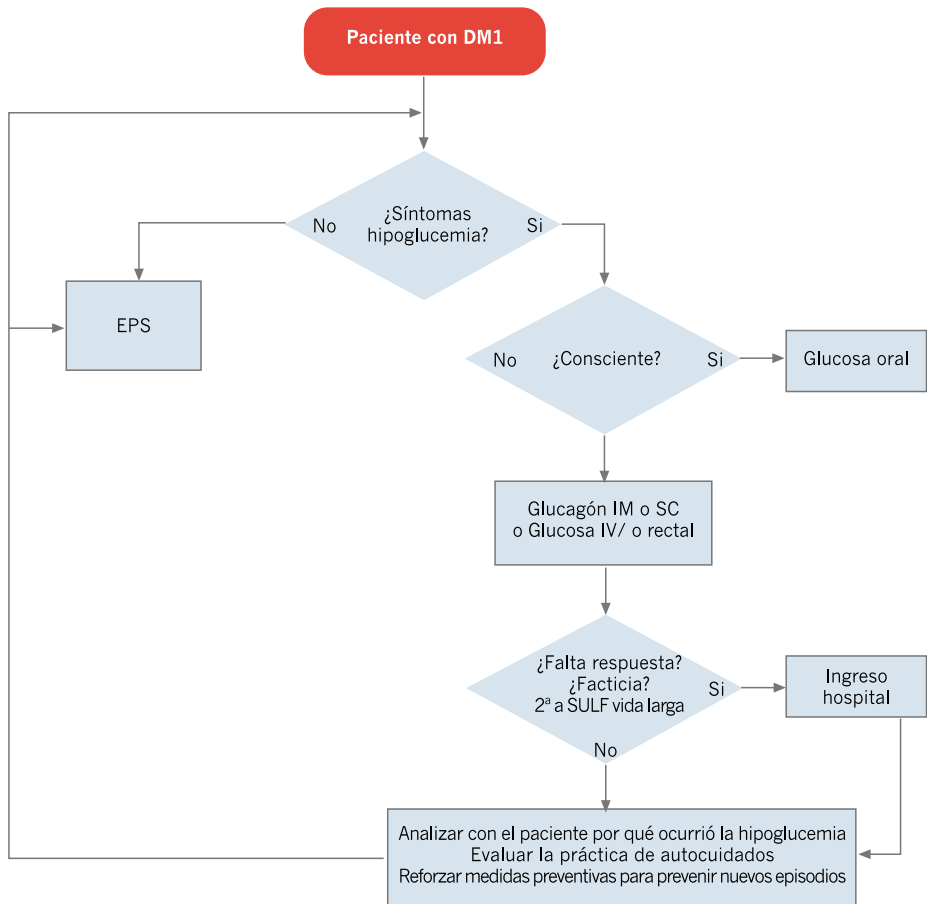 Paciente con DM1
¿Síntomas
hipoglucemia?
No
Si
EPS
¿Consciente?
No
Si
Glucosa oral
Glucagón IM o SC
o Glucosa IV/ o rectal
¿Falta respuesta?
¿Facticia?
2ª a SULF vida larga
Si
No
Ingreso
hospital
Analizar con el paciente por qué ocurrió la hipoglucemia
Evaluar la práctica de autocuidados
Reforzar medidas preventivas para prevenir nuevos episodios